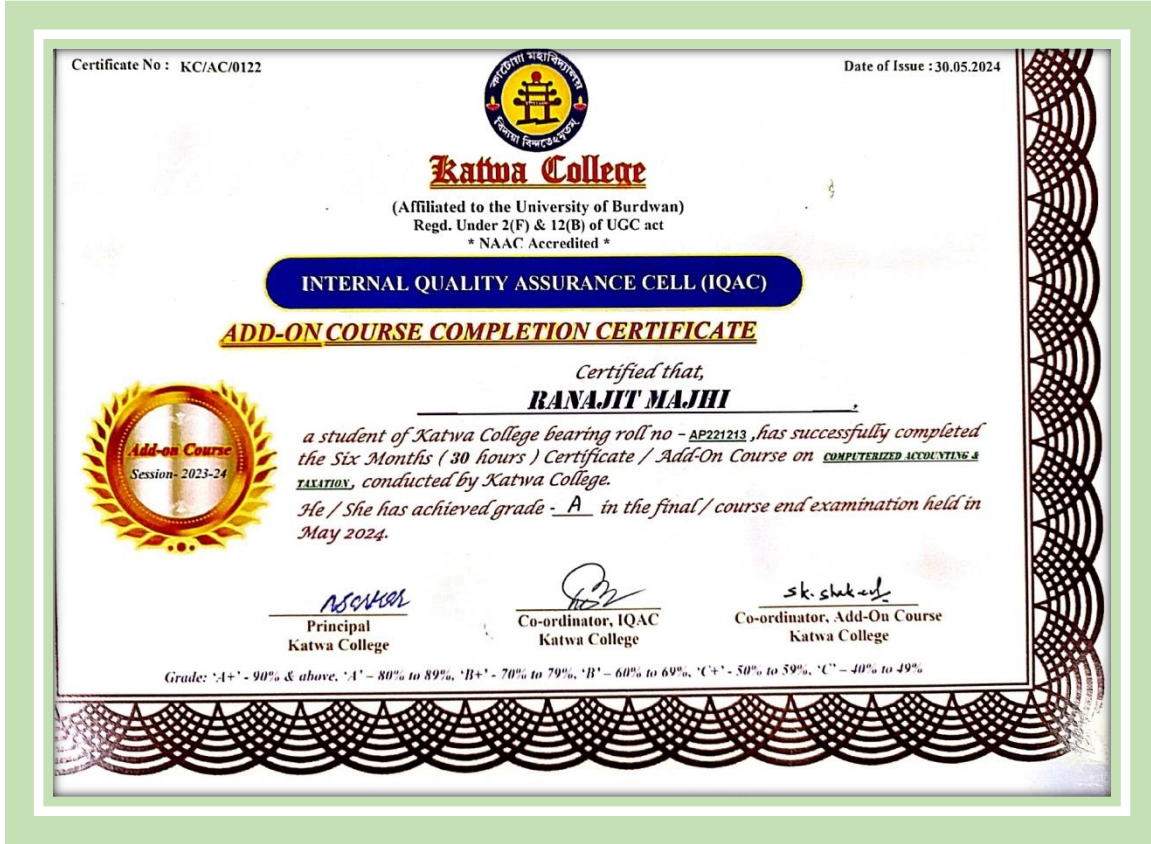 Certificate No : KC/AC/0122
Date of Issue : 30.05.2024
কাটোয়া মহাবিদ্যালয়
Katwa College
(Affiliated to the University of Burdwan)
Regd. Under 2(F) & 12(B) of UGC act
* NAAC Accredited *
INTERNAL QUALITY ASSURANCE CELL (IQAC)
ADD-ON COURSE COMPLETION CERTIFICATE
Certified that,
RANAJIT MAJHI ,
Add-on Course
Session- 2023-24
a student of Katwa College bearing roll no – AP221213 ,has successfully completed
the Six Months ( 30 hours ) Certificate / Add-On Course on COMPUTERIZED ACCOUNTING &
TAXATION, conducted by Katwa College.
He / She has achieved grade - A in the final / course end examination held in
May 2024.
Principal
Katwa College
Co-ordinator, IQAC
Katwa College
Co-ordinator, Add-On Course
Katwa College
Grade: 'A+' - 90% & above, 'A' – 80% to 89%, 'B+' - 70% to 79%, 'B' – 60% to 69%, 'C+' - 50% to 59%, 'C' – 40% to 49%